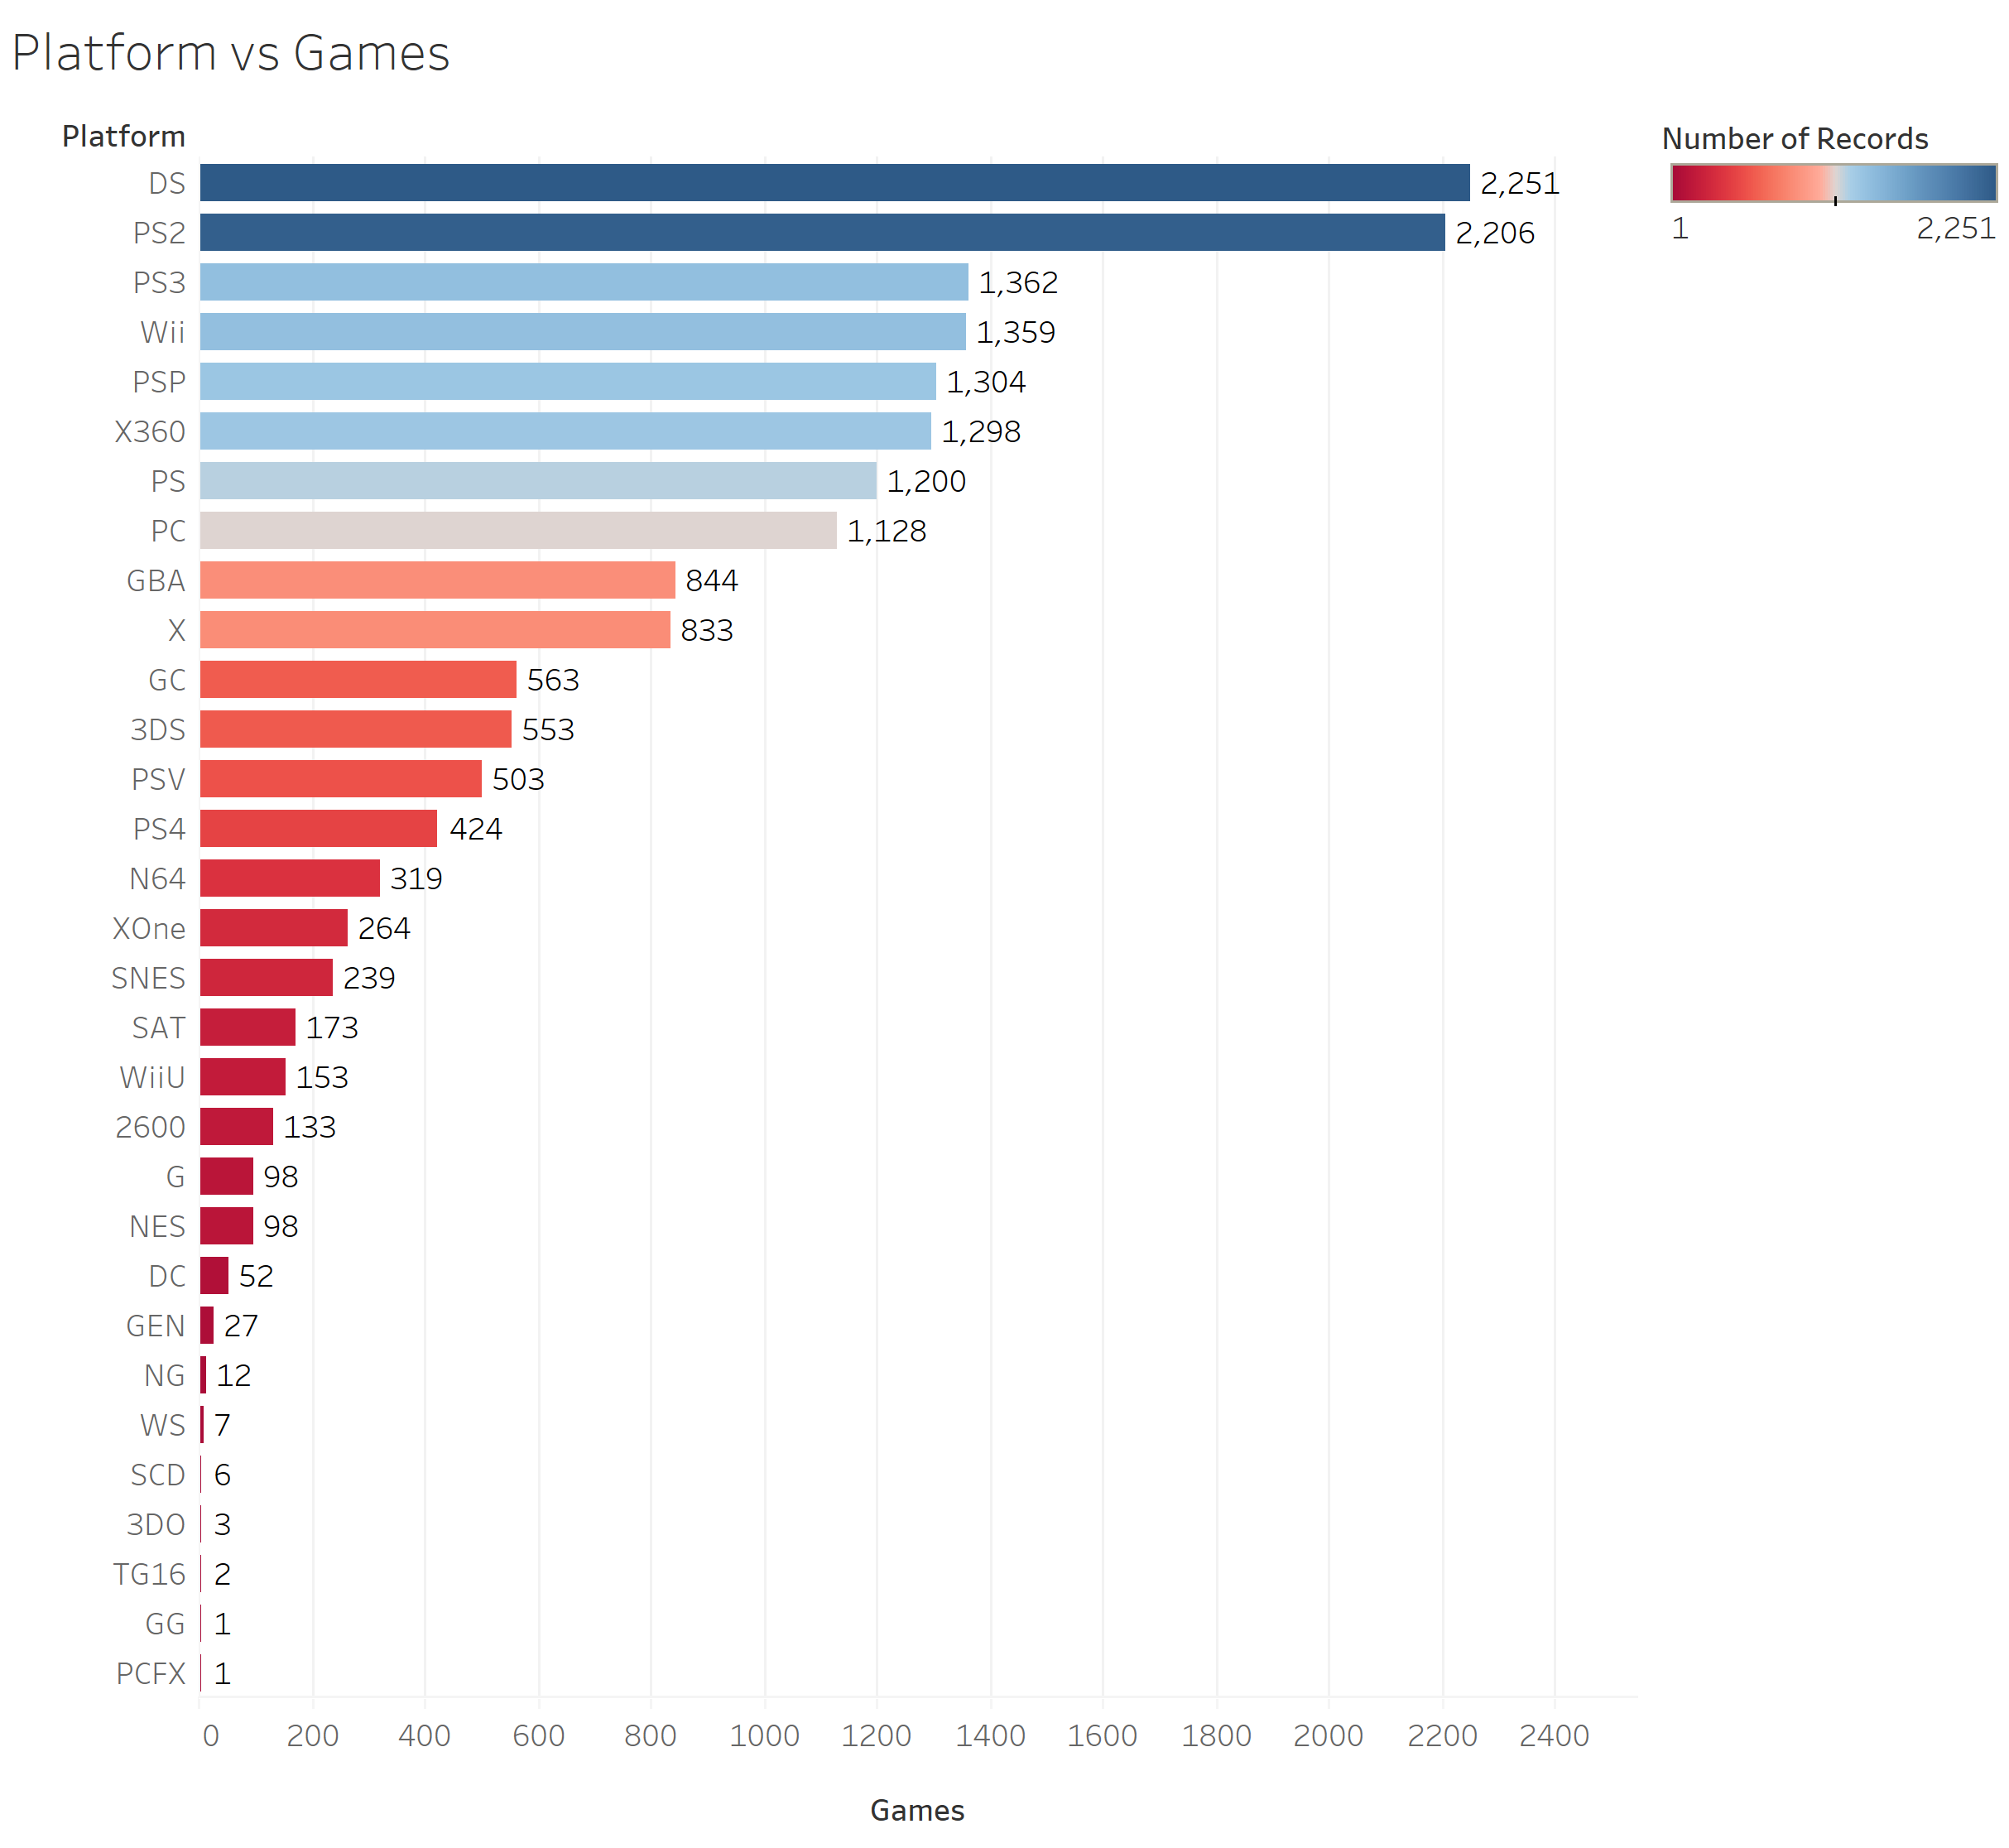 Platform vs Games
Platform
Number of Records
1 2,251
DS 2,251
PS2 2,206
PS3 1,362
Wii 1,359
PSP 1,304
X360 1,298
PS 1,200
PC 1,128
GBA 844
X 833
GC 563
3DS 553
PSV 503
PS4 424
N64 319
XOne 264
SNES 239
SAT 173
WiiU 153
2600 133
G 98
NES 98
DC 52
GEN 27
NG 12
WS 7
SCD 6
3DO 3
TG16 2
GG 1
PCFX 1
0 200 400 600 800 1000 1200 1400 1600 1800 2000 2200 2400
Games